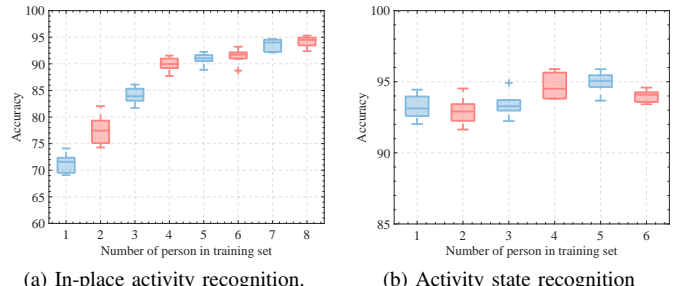 100
95
90
85
80
75
70
65
60
Accuracy
1 2 3 4 5 6 7 8
Number of person in training set
(a) In-place activity recognition.
100
95
90
85
Accuracy
1 2 3 4 5 6
Number of person in training set
(b) Activity state recognition